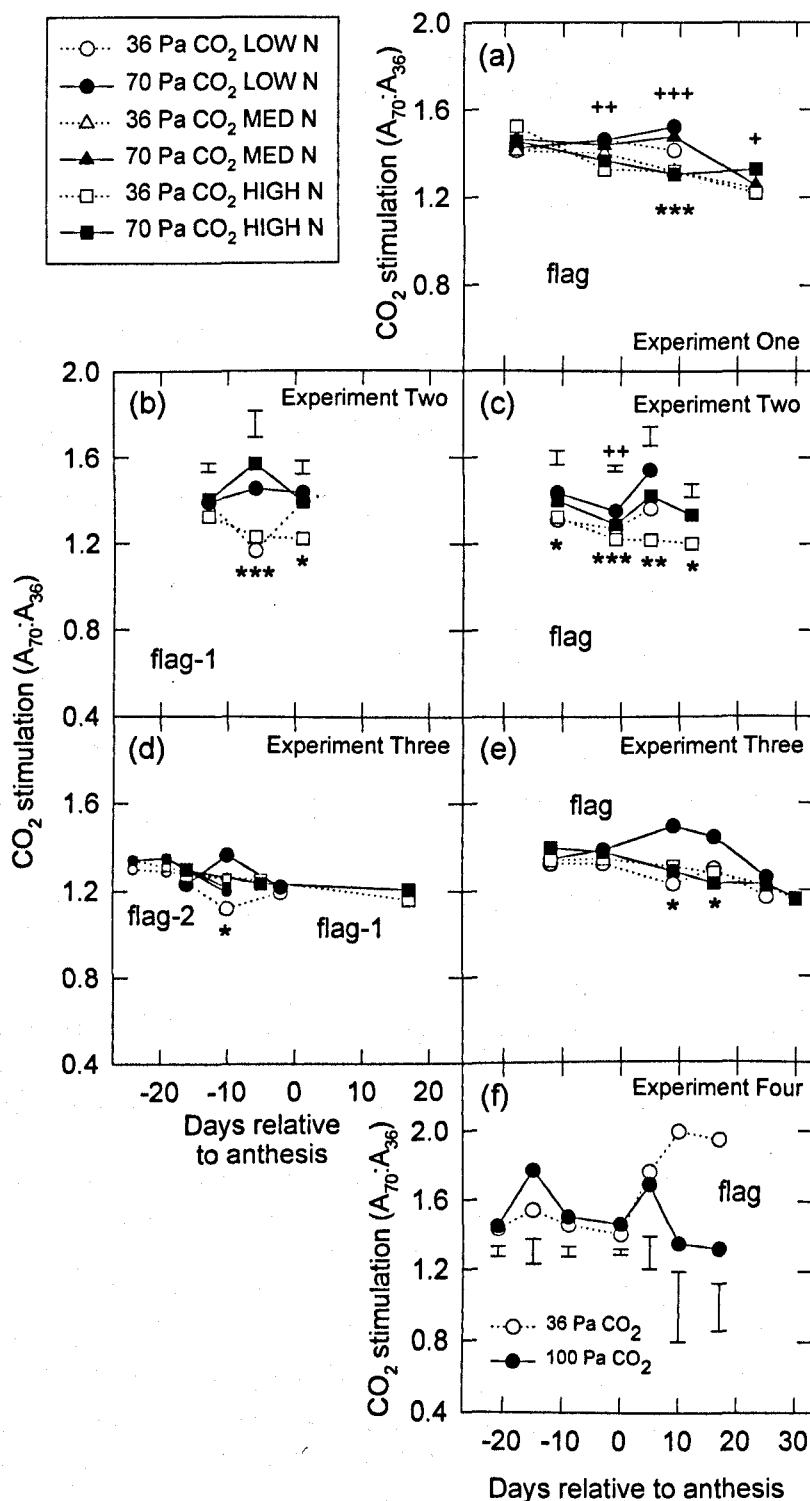 36 Pa CO2 LOW N
70 Pa CO2 LOW N
36 Pa CO2 MED N
70 Pa CO2 MED N
36 Pa CO2 HIGH N
70 Pa CO2 HIGH N
CO2 stimulation (A70:A36)
2.0
1.6
1.2
0.8
(a)
++
+++
+
***
flag
Experiment One
CO2 stimulation (A70:A36)
2.0
1.6
1.2
0.8
0.4
(b)
Experiment Two
***
*
flag-1
(c)
Experiment Two
++
*
***
**
*
flag
1.6
1.2
0.8
0.4
(d)
Experiment Three
flag-2
*
flag-1
-20
-10
0
10
20
Days relative
to anthesis
(e)
Experiment Three
flag
*
*
CO2 stimulation (A70:A36)
2.0
1.6
1.2
0.8
0.4
(f)
Experiment Four
flag
36 Pa CO2
100 Pa CO2
-20
-10
0
10
20
30
Days relative to anthesis